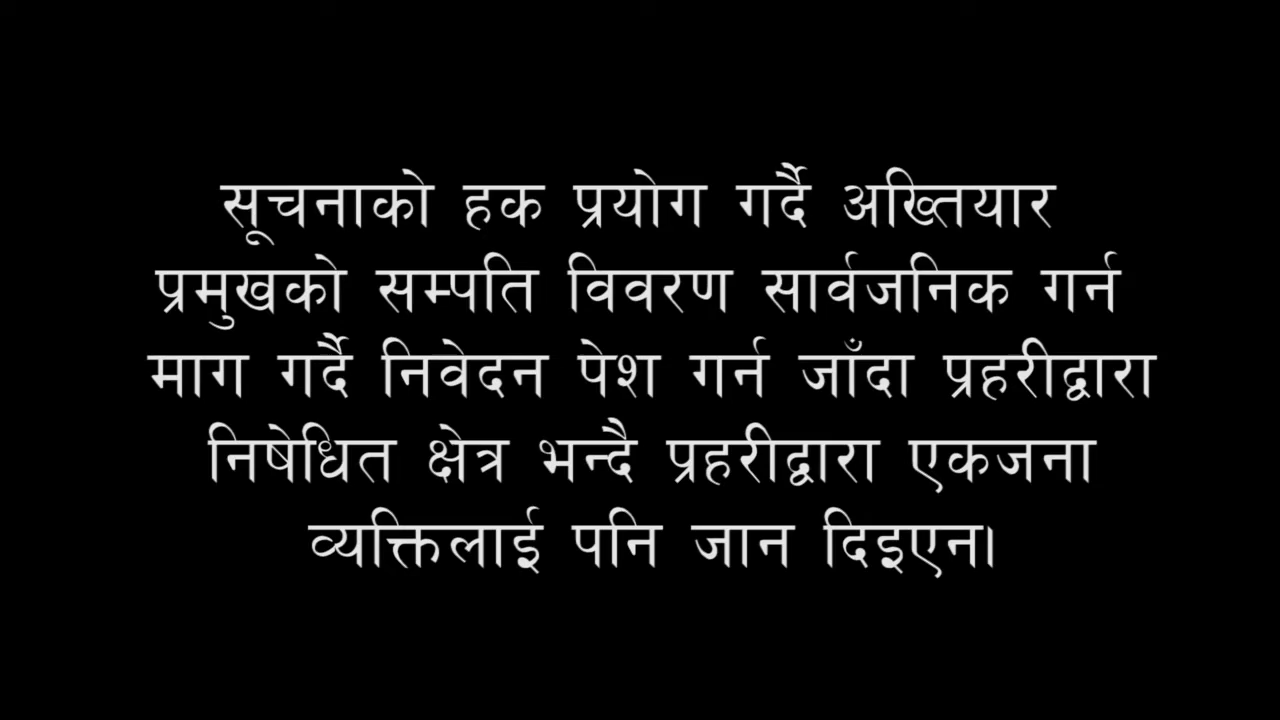 सूचनाको हक प्रयोग गर्दै अख्तियार
प्रमुखको सम्पति विवरण सार्वजनिक गर्न
माग गर्दै निवेदन पेश गर्न जाँदा प्रहरीद्वारा
निषेधित क्षेत्र भन्दै प्रहरीद्वारा एकजना
व्यक्तिलाई पनि जान दिइएन।